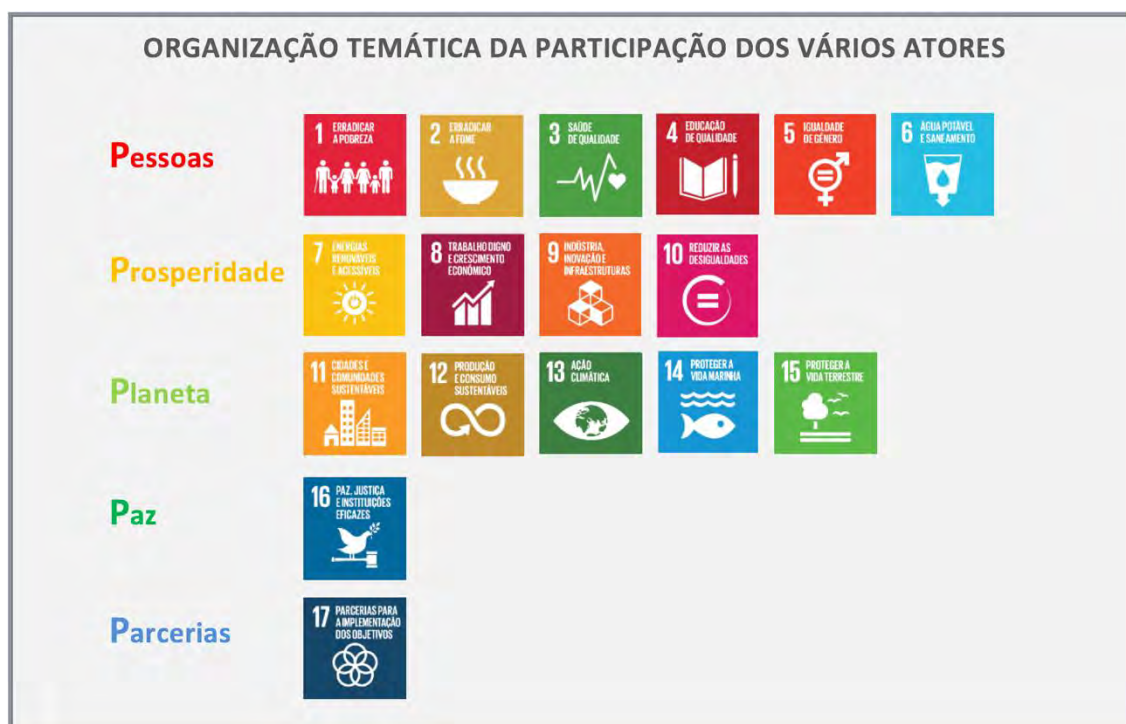 ORGANIZAÇÃO TEMÁTICA DA PARTICIPAÇÃO DOS VÁRIOS ATORES
Pessoas
1 ERRADICAR
A POBREZA
2 ERRADICAR
A FOME
3 SAÚDE
DE QUALIDADE
4 EDUCAÇÃO
DE QUALIDADE
5 IGUALDADE
DE GÉNERO
6 ÁGUA POTÁVEL
E SANEAMENTO
Prosperidade
7 ENERGIAS
RENOVÁVEIS
E ACESSÍVEIS
8 TRABALHO DIGNO
E CRESCIMENTO
ECONÓMICO
9 INDÚSTRIA,
INOVAÇÃO E
INFRAESTRUTURAS
10 REDUZIR AS
DESIGUALDADES
Planeta
11 CIDADES E
COMUNIDADES
SUSTENTÁVEIS
12 PRODUÇÃO
E CONSUMO
SUSTENTÁVEIS
13 AÇÃO
CLIMÁTICA
14 PROTEGER A
VIDA MARINHA
15 PROTEGER A
VIDA TERRESTRE
Paz
16 PAZ, JUSTIÇA
E INSTITUIÇÕES
EFICAZES
Parcerias
17 PARCERIAS PARA
A IMPLEMENTAÇÃO
DOS OBJETIVOS